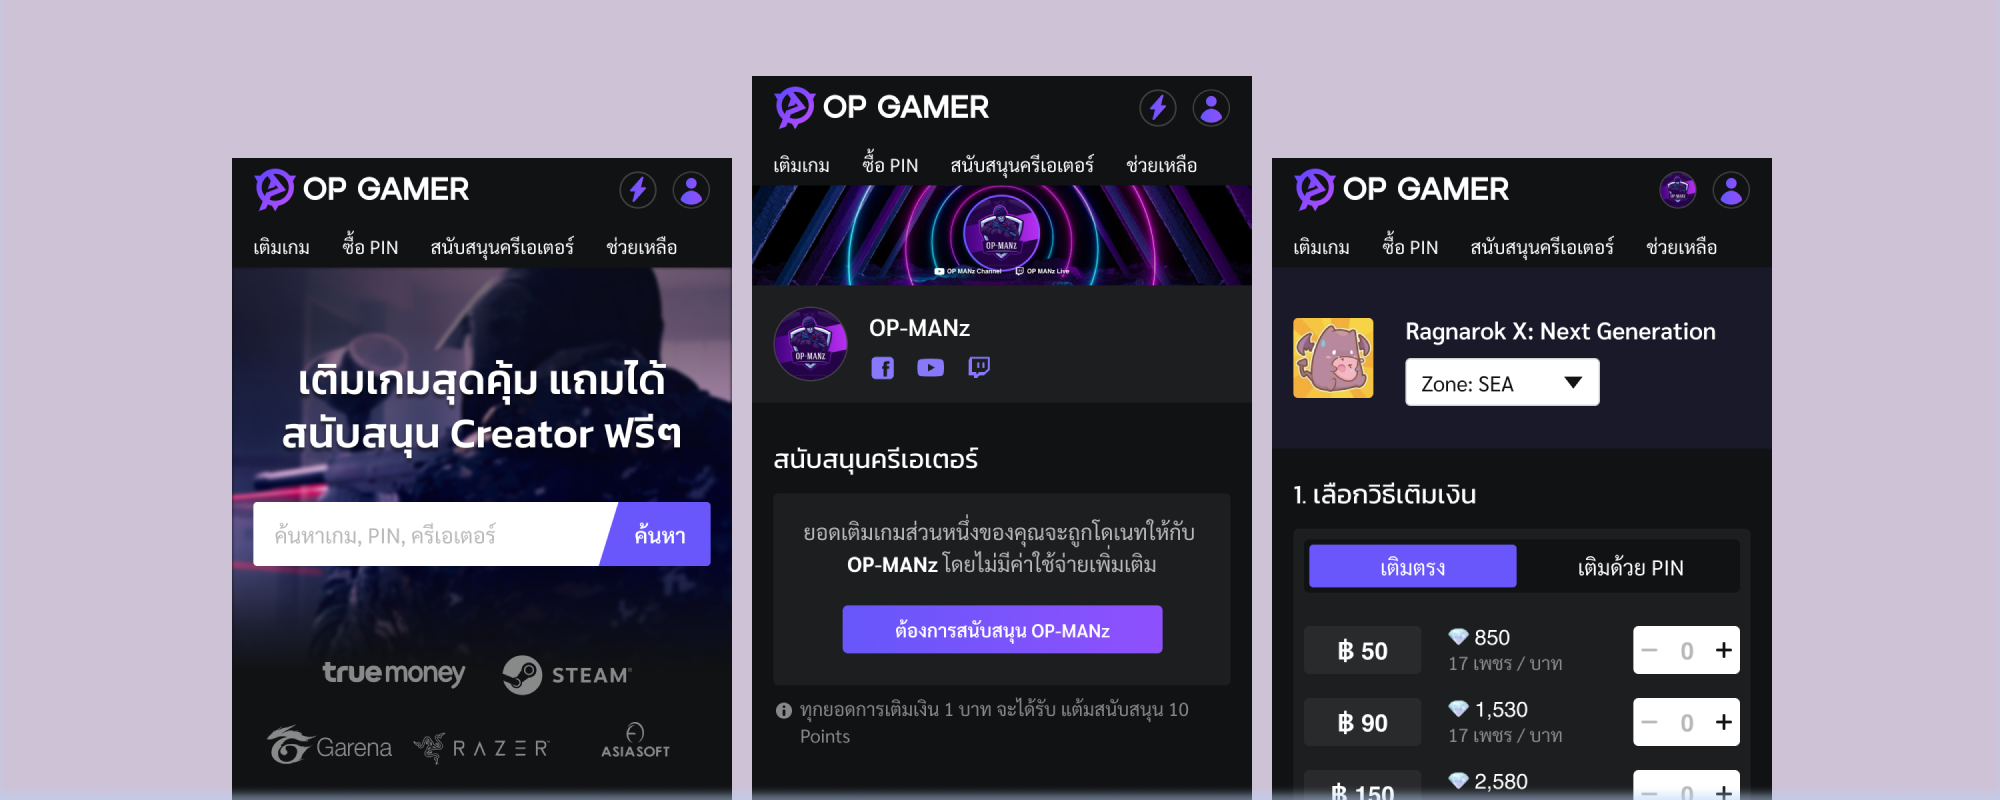 OP GAMER
เติมเกม ซื้อ PIN สนับสนุนครีเอเตอร์ ช่วยเหลือ
เติมเกมสุดคุ้ม แถมได้
สนับสนุน Creator ฟรีๆ
ค้นหาเกม, PIN, ครีเอเตอร์ ค้นหา
truemoney STEAM
Garena RAZER ASIASOFT
OP GAMER
เติมเกม ซื้อ PIN สนับสนุนครีเอเตอร์ ช่วยเหลือ
OP-MANz
OP MANz Channel OP MANz Live
OP-MANz
OP-MANz
สนับสนุนครีเอเตอร์
ยอดเติมเกมส่วนหนึ่งของคุณจะถูกโดเนทให้กับ
OP-MANz โดยไม่มีค่าใช้จ่ายเพิ่มเติม
ต้องการสนับสนุน OP-MANz
ทุกยอดการเติมเงิน 1 บาท จะได้รับ แต้มสนับสนุน 10
Points
OP GAMER
เติมเกม ซื้อ PIN สนับสนุนครีเอเตอร์ ช่วยเหลือ
Ragnarok X: Next Generation
Zone: SEA
1. เลือกวิธีเติมเงิน
เติมตรง เติมด้วย PIN
฿ 50 850 0
17 เพชร / บาท
฿ 90 1,530 0
17 เพชร / บาท
฿ 150 2,580 0